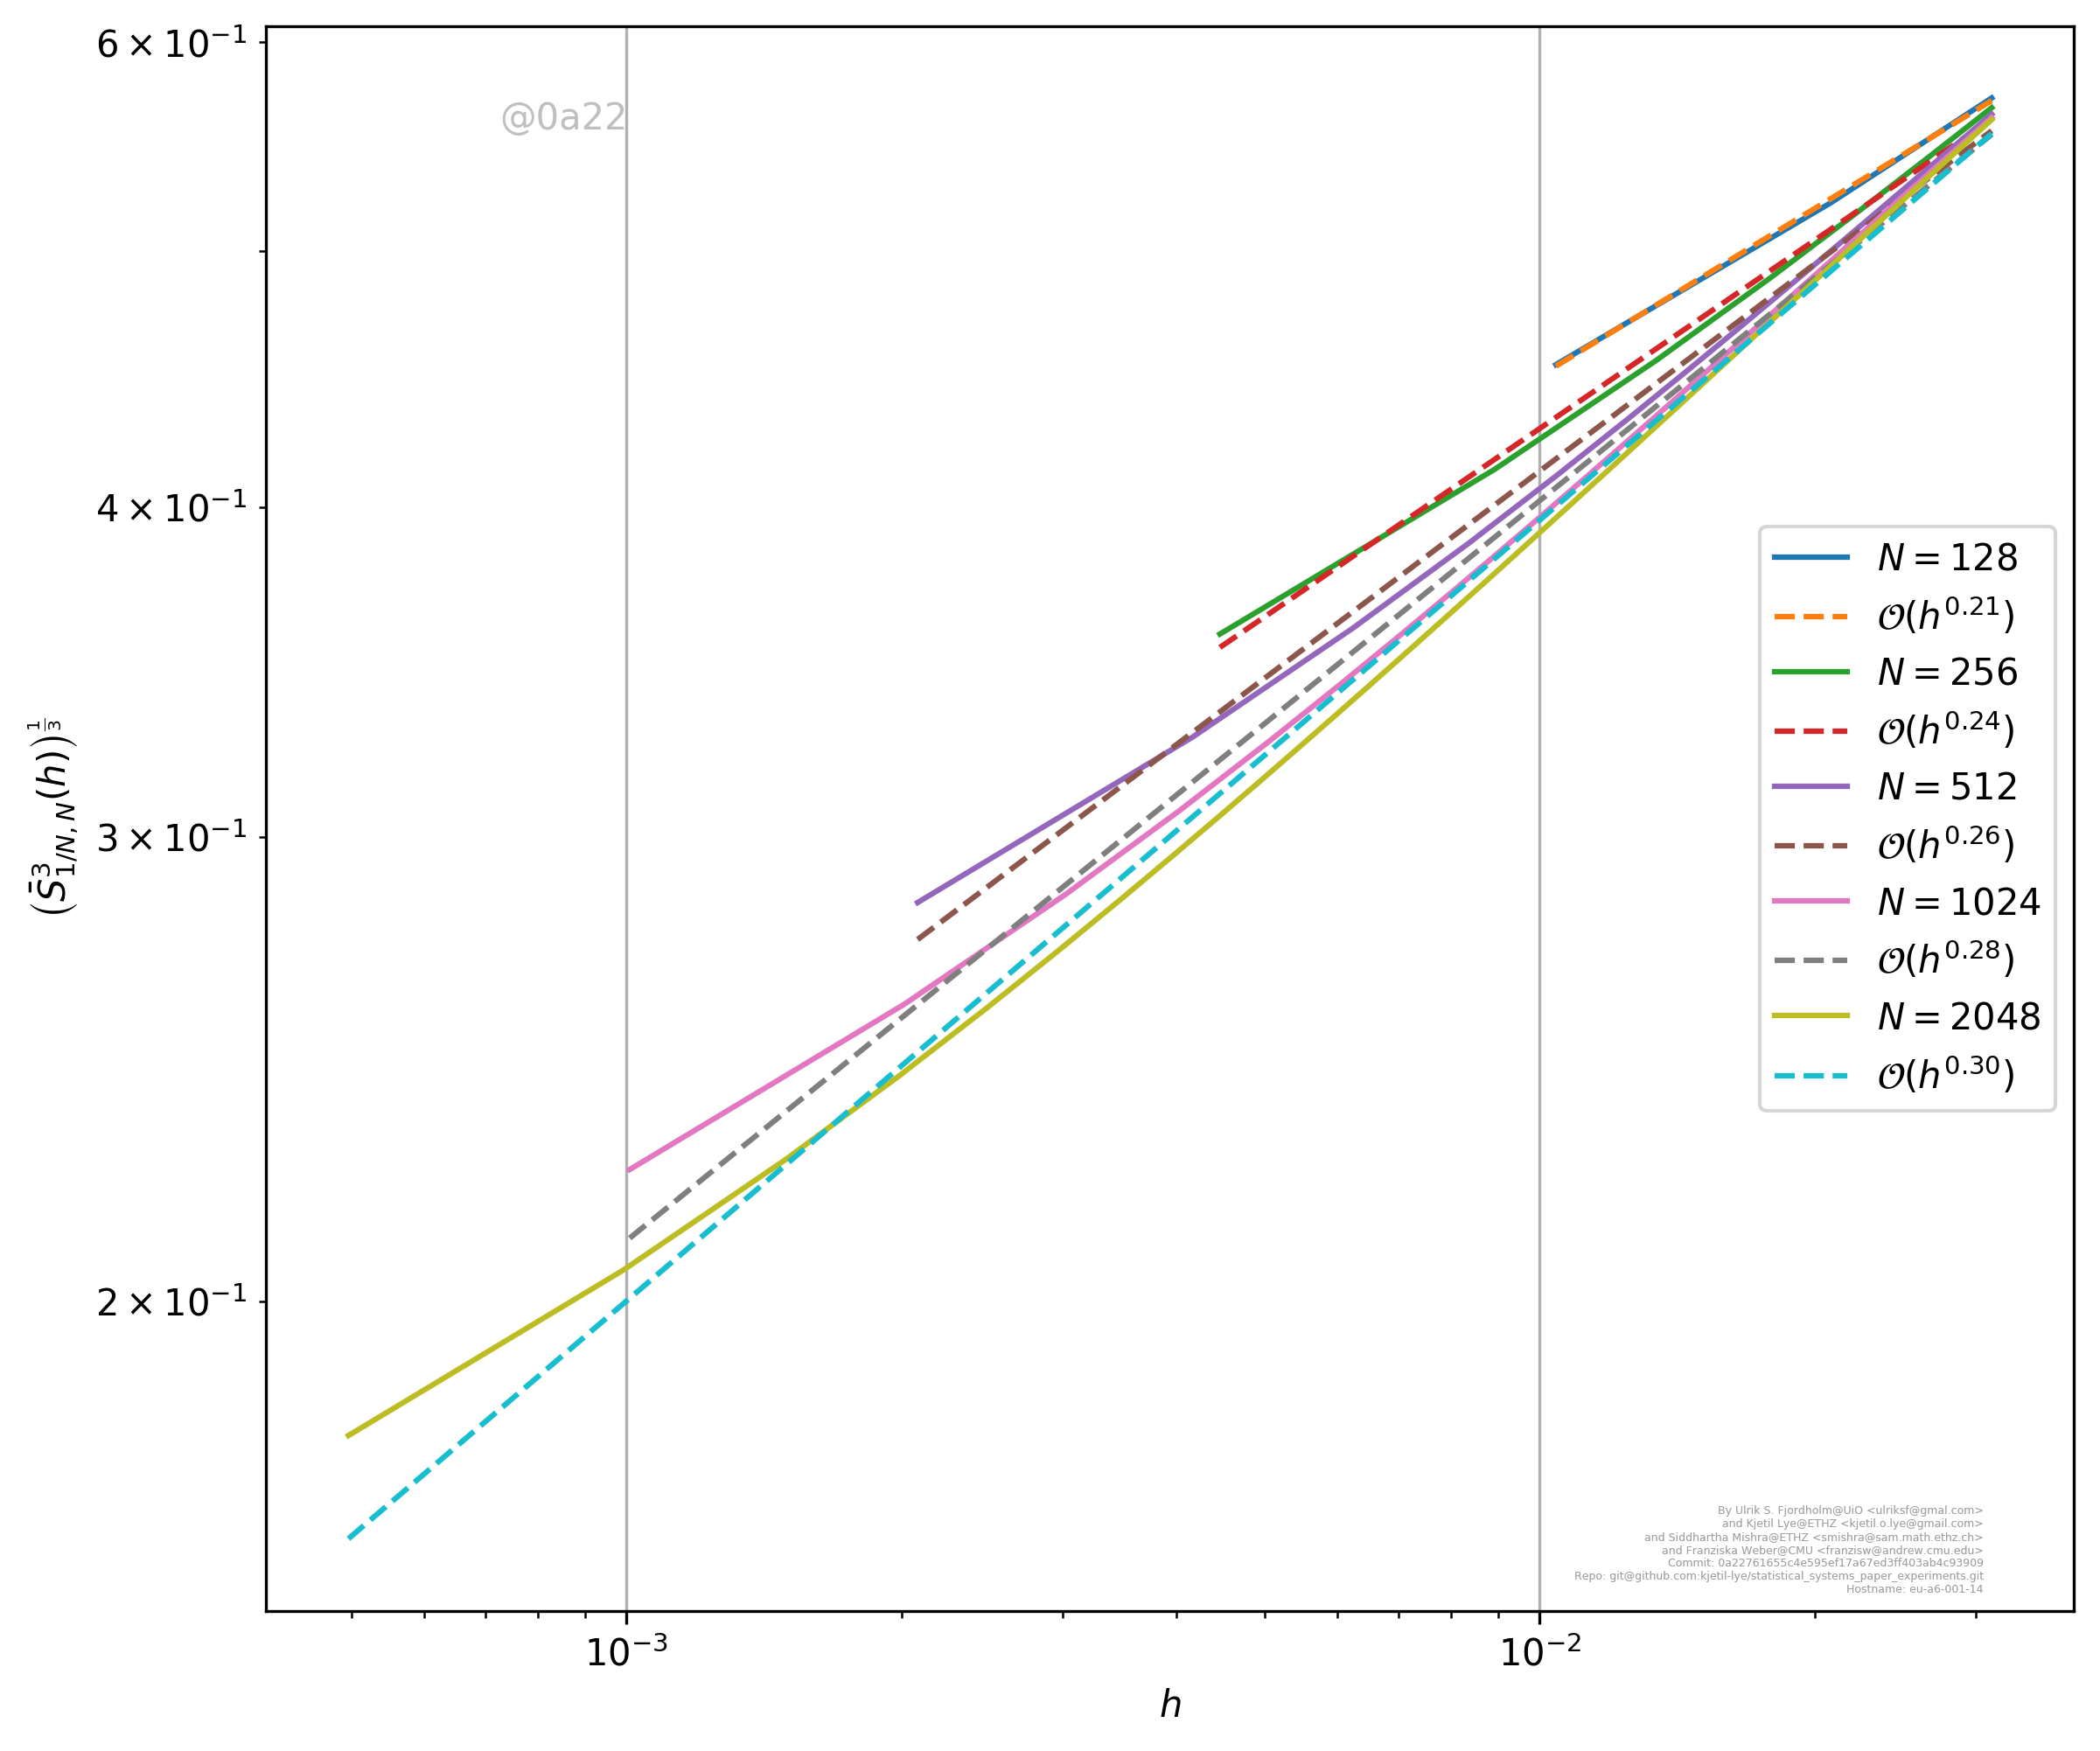 6 × 10⁻¹
@0a22
4 × 10⁻¹
3 × 10⁻¹
2 × 10⁻¹
(S̄³₁/N, N(h))^1/3
N = 128
𝒪(h^0.21)
N = 256
𝒪(h^0.24)
N = 512
𝒪(h^0.26)
N = 1024
𝒪(h^0.28)
N = 2048
𝒪(h^0.30)
By Ulrik S. Fjordholm@UiO <ulriksf@gmal.com>
and Kjetil Lye@ETHZ <kjetil.o.lye@gmail.com>
and Siddhartha Mishra@ETHZ <smishra@sam.math.ethz.ch>
and Franziska Weber@CMU <franzisw@andrew.cmu.edu>
Commit: 0a22761655c4e595ef17a67ed3ff403ab4c93909
Repo: git@github.com:kjetil-lye/statistical_systems_paper_experiments.git
Hostname: eu-a6-001-14
10⁻³
10⁻²
h